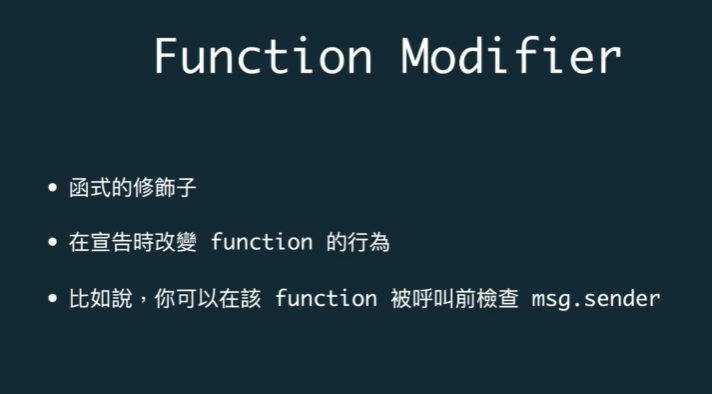 Function Modifier
• 函式的修飾子
• 在宣告時改變 function 的行為
• 比如說，你可以在該 function 被呼叫前檢查 msg.sender